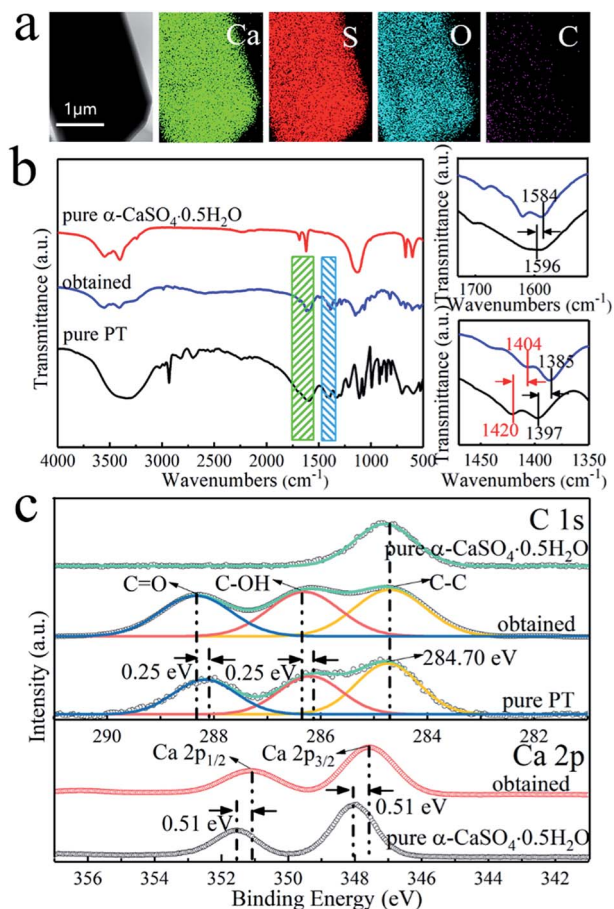 a
1μm
Ca
S
O
C
b
Transmittance (a.u.)
pure α-CaSO₄·0.5H₂O
obtained
pure PT
4000 3500 3000 2500 2000 1500 1000 500
Wavenumbers (cm⁻¹)
Transmittance (a.u.)
1584
1596
1700 1600
Wavenumbers (cm⁻¹)
Transmittance (a.u.)
1404
1385
1420
1397
1450 1400 1350
Wavenumbers (cm⁻¹)
c
Intensity (a.u.)
C 1s
pure α-CaSO₄·0.5H₂O
C=O
C-OH
C-C
obtained
0.25 eV
0.25 eV
284.70 eV
pure PT
290 288 286 284 282
Ca 2p
Ca 2p1/2
Ca 2p3/2
obtained
0.51 eV
0.51 eV
pure α-CaSO₄·0.5H₂O
356 354 352 350 348 346 344 342
Binding Energy (eV)